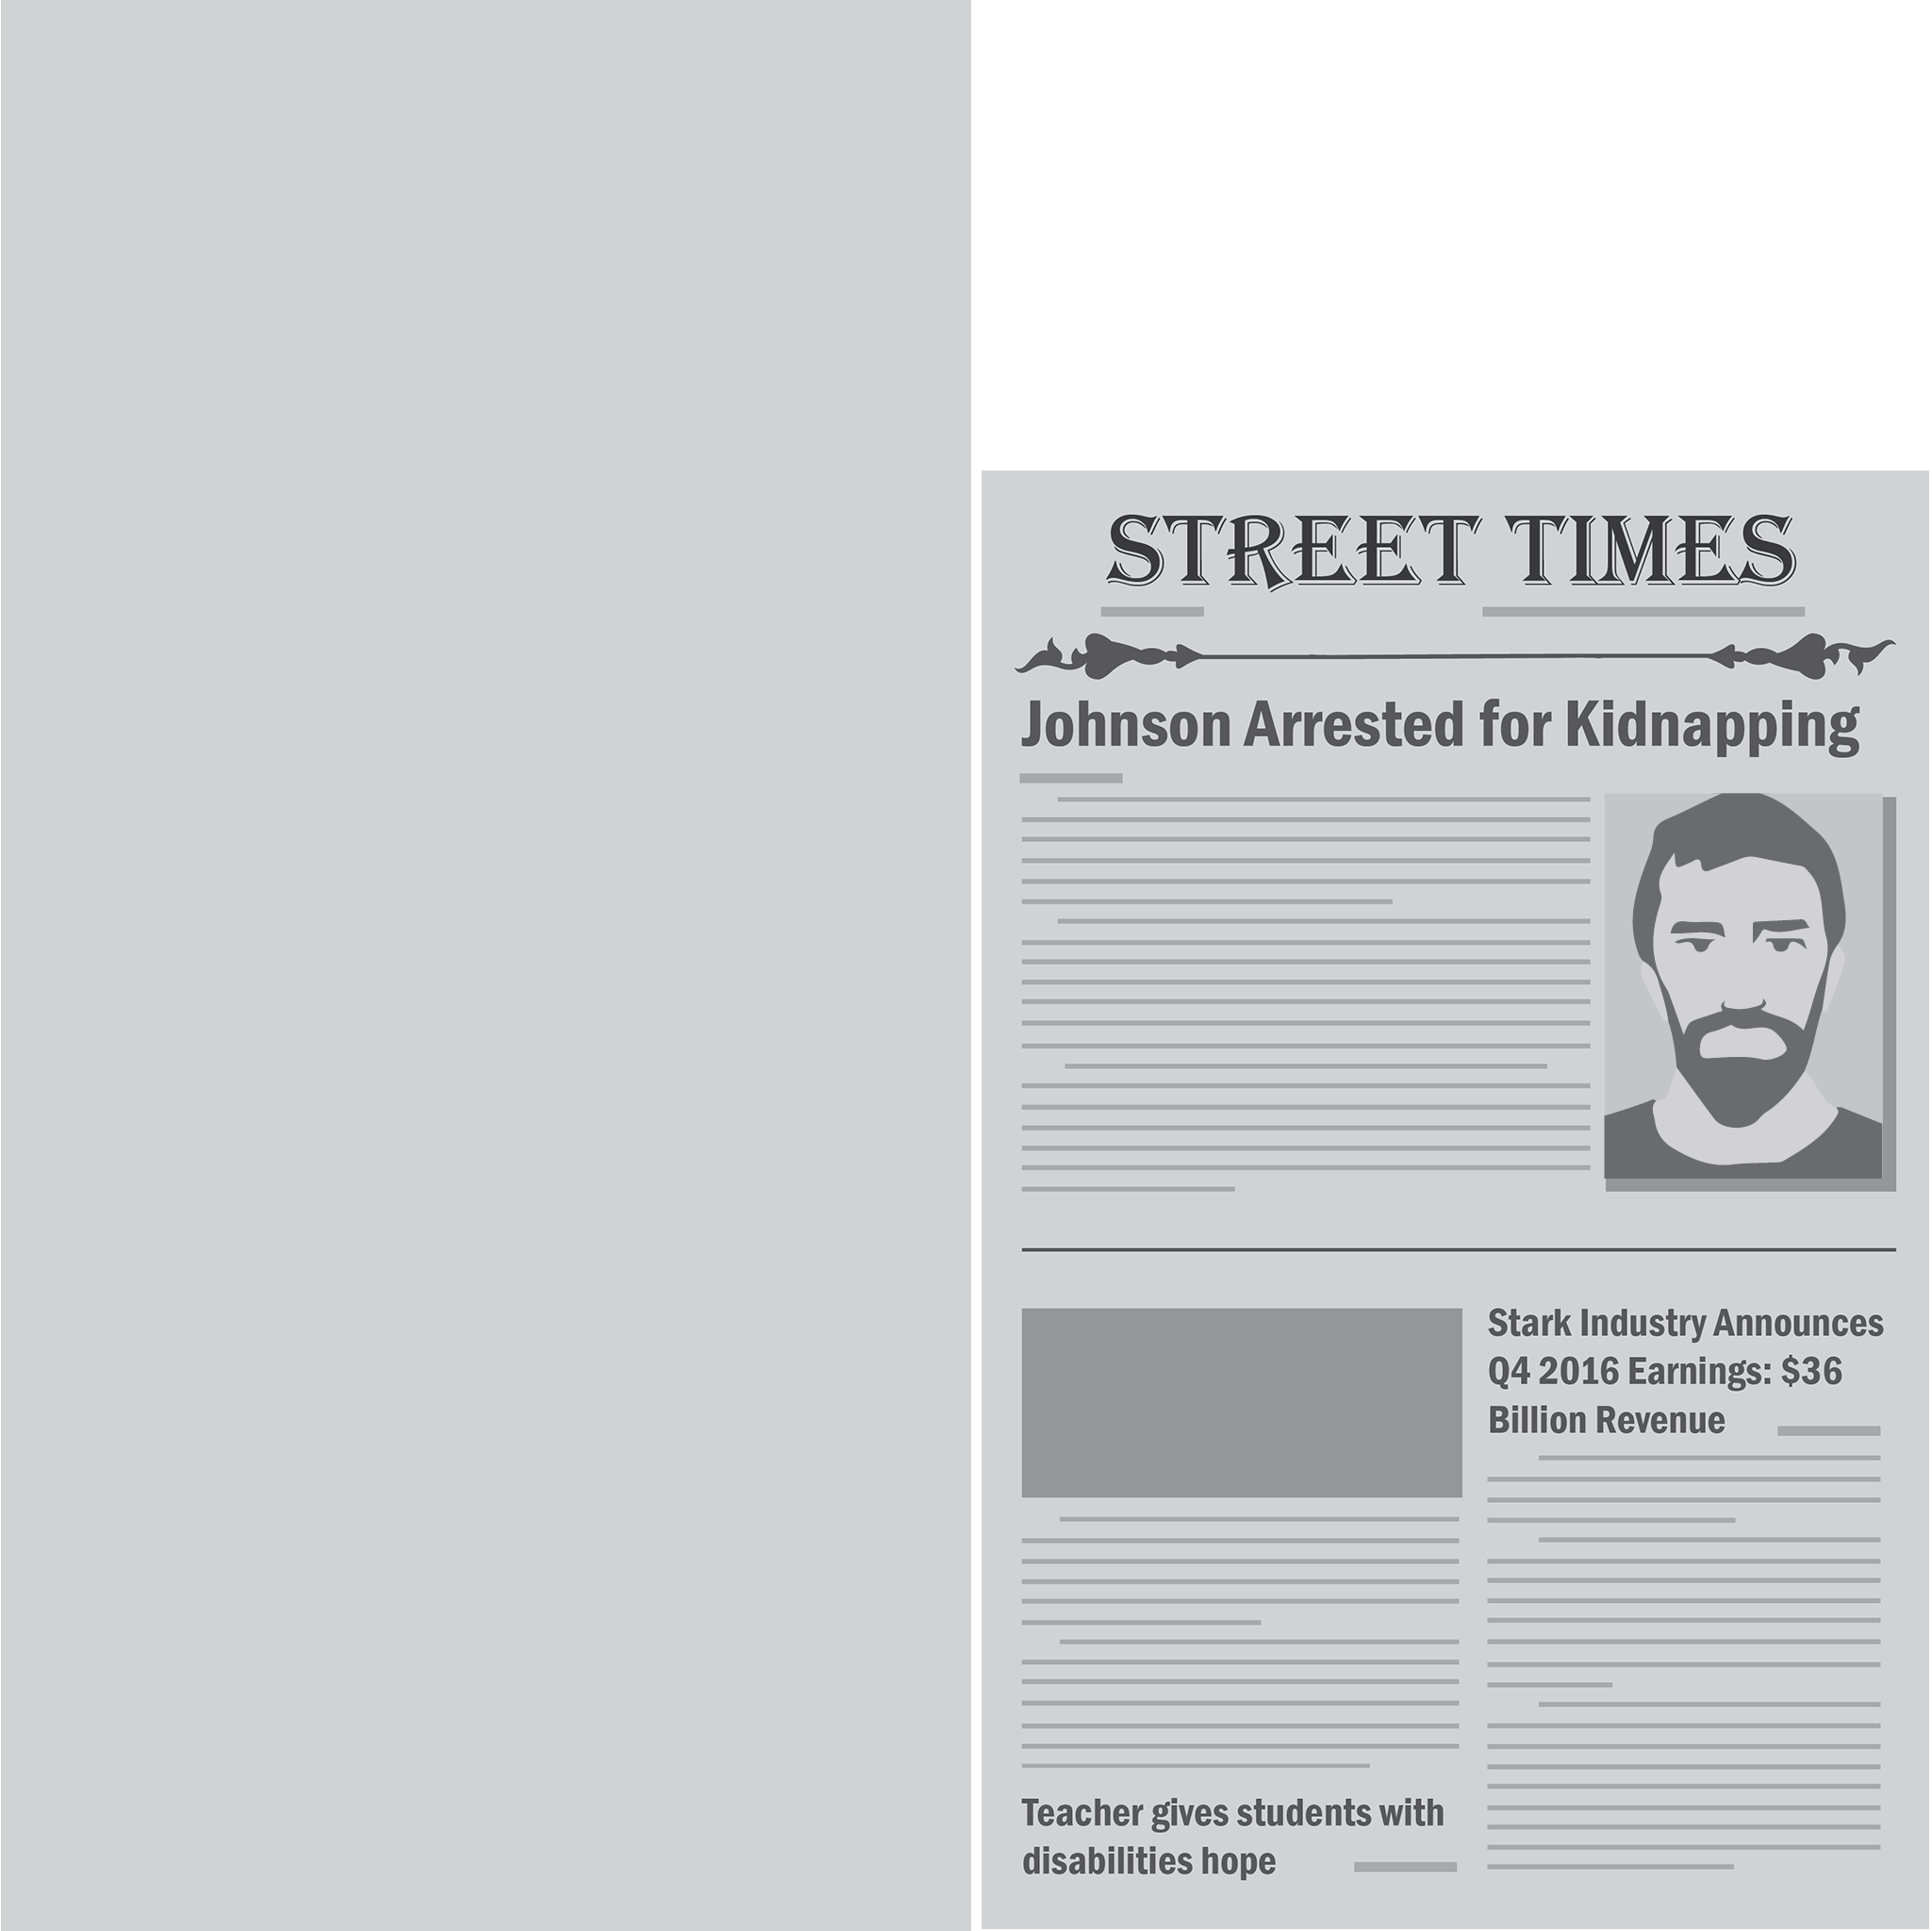 STREET TIMES
Johnson Arrested for Kidnapping
Stark Industry Announces
Q4 2016 Earnings: $36
Billion Revenue
Teacher gives students with
disabilities hope